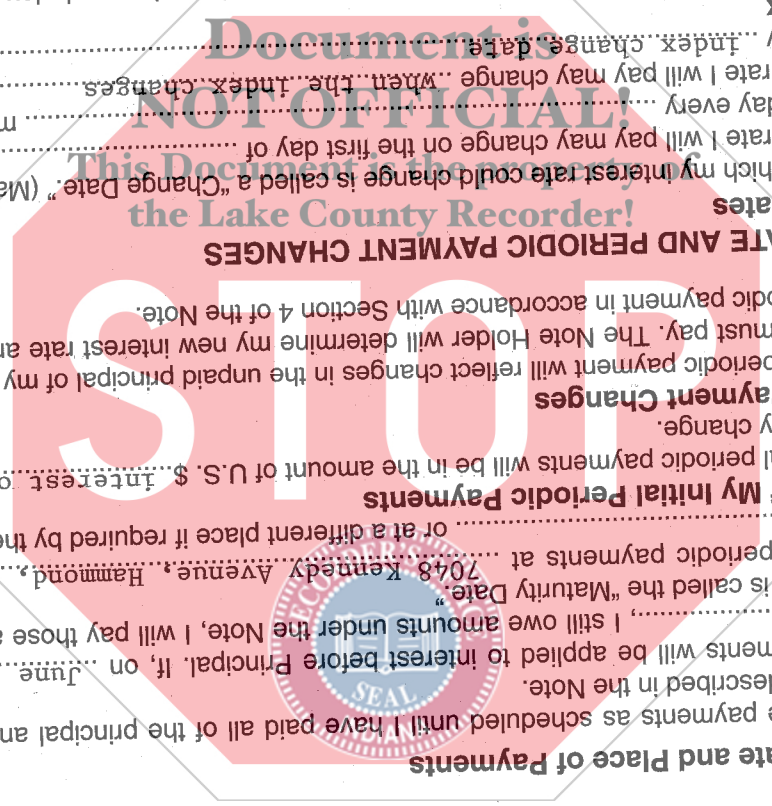 Document is
NOT OFFICIAL!
This Document is the property of
the Lake County Recorder!
STOP
SEAL
INDIANA
ate and Place of Payments
e payments as scheduled until I have paid all of the principal an
described in the Note.
ments will be applied to interest before Principal. If, on ..June
, I still owe amounts under the Note, I will pay those a
is called the "Maturity Date."
periodic payments at 7048 Kennedy Avenue, Hammond,
or at a different place if required by the
My Initial Periodic Payments
l periodic payments will be in the amount of U.S. $ interest o
y change.
ayment Changes
periodic payment will reflect changes in the unpaid principal of my
must pay. The Note Holder will determine my new interest rate an
odic payment in accordance with Section 4 of the Note.
TE AND PERIODIC PAYMENT CHANGES
ates
hich my interest rate could change is called a "Change Date." (Ma
rate I will pay may change on the first day of
day every m
rate I will pay may change ..when the index changes
y ..index change date